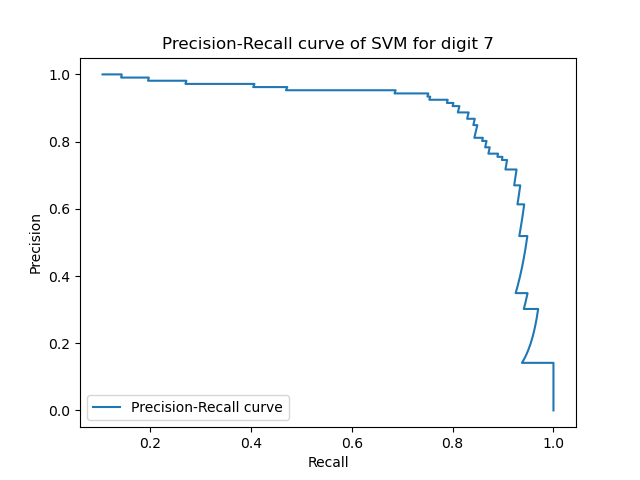 Precision-Recall curve of SVM for digit 7
1.0
0.8
0.6
0.4
0.2
0.0
Precision
Precision-Recall curve
0.2 0.4 0.6 0.8 1.0
Recall